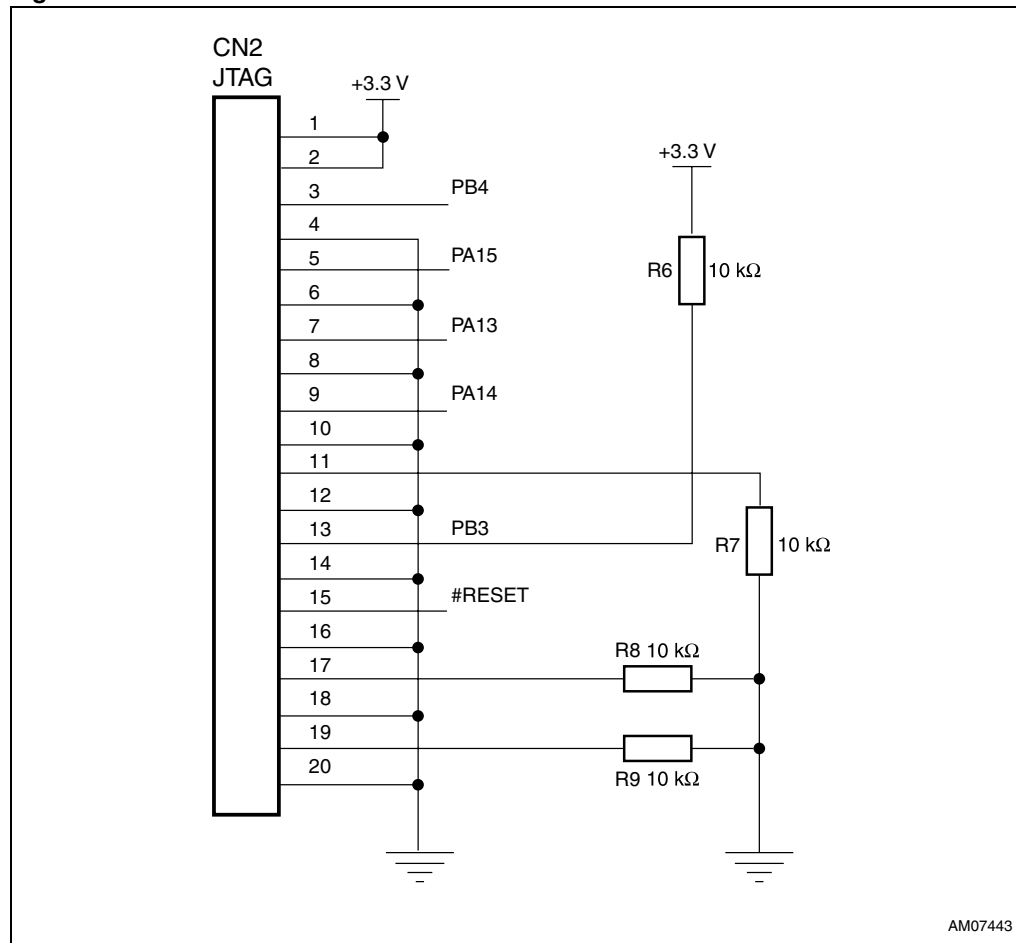 CN2
JTAG
+3.3 V
1
2
3
PB4
4
5
PA15
6
7
PA13
8
9
PA14
10
11
12
13
PB3
14
15
#RESET
16
17
18
19
20
+3.3 V
R6
10 kΩ
R7
10 kΩ
R8 10 kΩ
R9 10 kΩ
AM07443